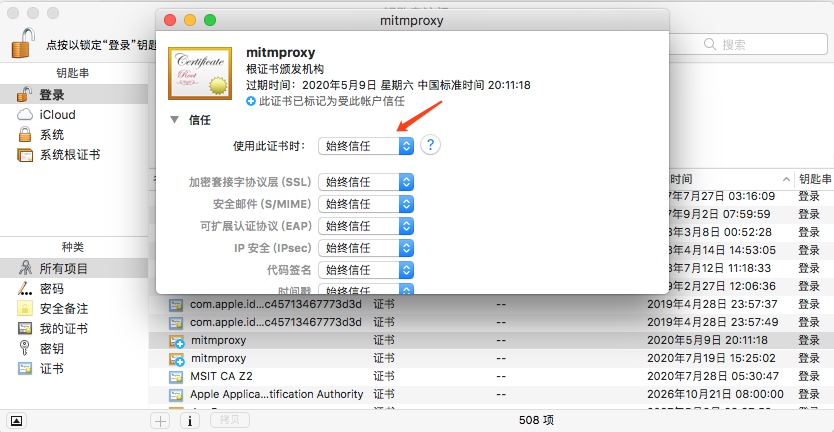 mitmproxy
点按以锁定“登录”钥匙
搜索
钥匙串
登录
iCloud
系统
系统根证书
种类
所有项目
密码
安全备注
我的证书
密钥
证书
mitmproxy
根证书颁发机构
过期时间：2020年5月9日 星期六 中国标准时间 20:11:18
此证书已标记为受此帐户信任
信任
使用此证书时： 始终信任 ?
加密套接字协议层 (SSL) 始终信任
安全邮件 (S/MIME) 始终信任
可扩展认证协议 (EAP) 始终信任
IP 安全 (IPsec) 始终信任
代码签名 始终信任
时间戳 始终信任
时间 钥匙串
7年7月27日 03:16:09 登录
7年9月2日 07:59:59 登录
8年3月8日 00:52:28 登录
8年4月14日 14:53:05 登录
8年7月12日 11:18:33 登录
9年2月17日 12:06:36 登录
com.apple.id...c45713467773d3d 证书 -- 2019年4月28日 23:57:37 登录
com.apple.id...c45713467773d3d 证书 -- 2019年4月28日 23:57:49 登录
mitmproxy 证书 -- 2020年5月9日 20:11:18 登录
mitmproxy 证书 -- 2020年7月19日 15:25:02 登录
MSIT CA Z2 证书 -- 2020年7月28日 05:30:47 登录
Apple Applica...tification Authority 证书 -- 2026年10月21日 08:00:00 登录
拷贝
508 项